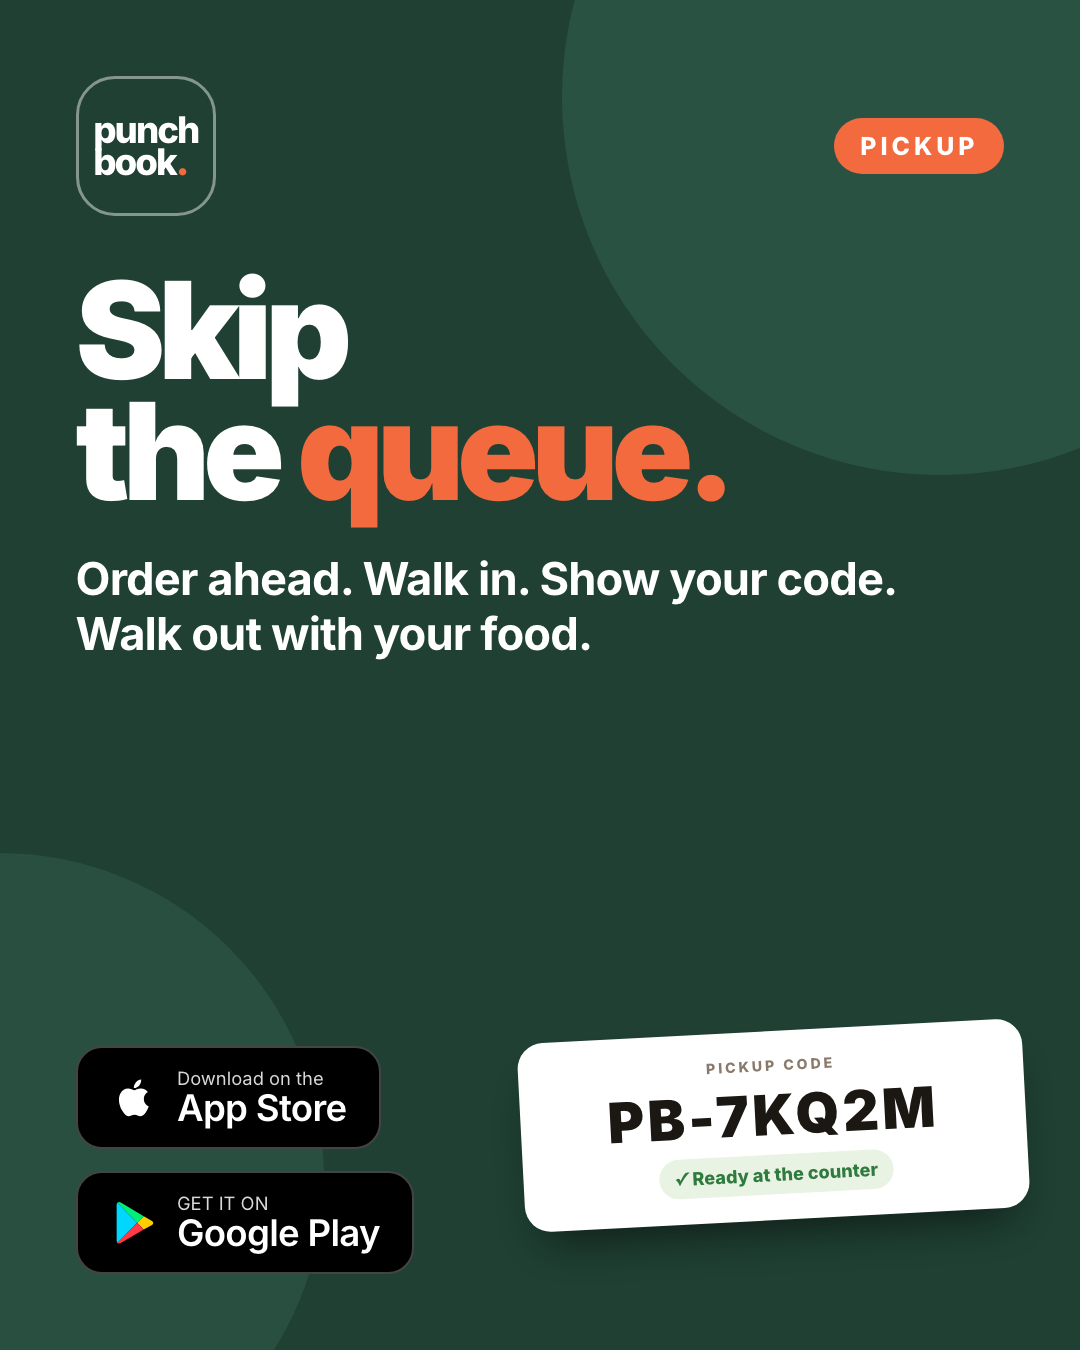 punch
book.
PICKUP
Skip
the queue.
Order ahead. Walk in. Show your code.
Walk out with your food.
Download on the
App Store
GET IT ON
Google Play
PICKUP CODE
PB-7KQ2M
✓ Ready at the counter